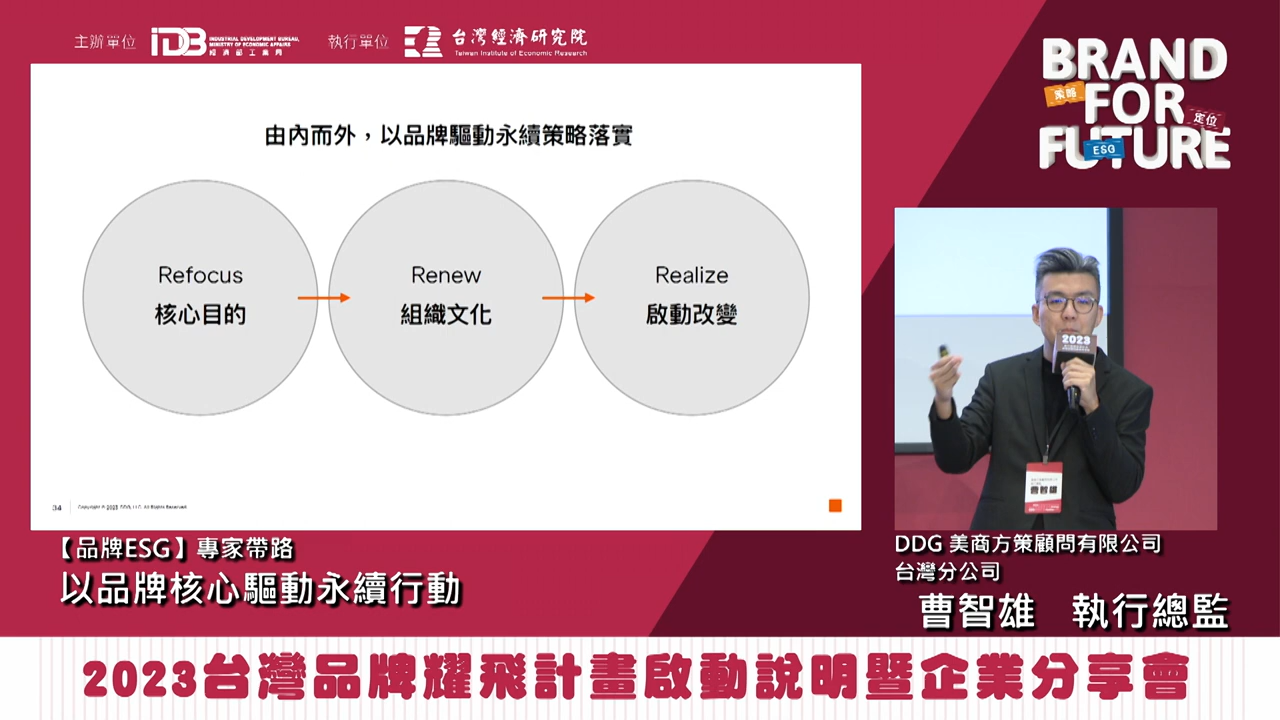 主辦單位
IDB
INDUSTRIAL DEVELOPMENT BUREAU,
MINISTRY OF ECONOMIC AFFAIRS
經濟部工業局
執行單位
台灣經濟研究院
Taiwan Institute of Economic Research
BRAND
策略
FOR
定位
FUTURE
ESG
由內而外，以品牌驅動永續策略落實
Refocus
核心目的
Renew
組織文化
Realize
啟動改變
34
2023
曹智雄
【品牌ESG】專家帶路
以品牌核心驅動永續行動
DDG 美商方策顧問有限公司
台灣分公司
曹智雄 執行總監
2023台灣品牌耀飛計畫啟動說明暨企業分享會